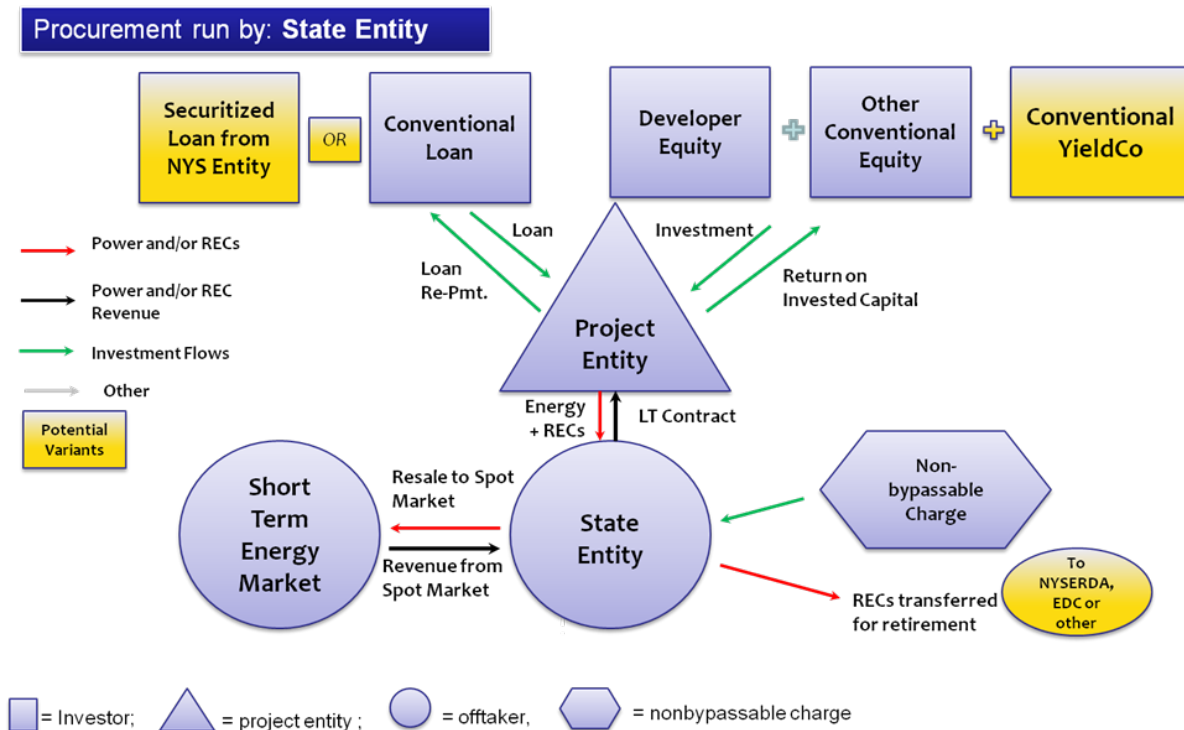 Procurement run by: State Entity
Securitized
Loan from
NYS Entity
OR
Conventional
Loan
Developer
Equity
Other
Conventional
Equity
Conventional
YieldCo
Power and/or RECs
Power and/or REC
Revenue
Investment Flows
Other
Potential
Variants
Loan
Loan
Re-Pmt.
Investment
Return on
Invested Capital
Project
Entity
Energy
+ RECs
LT Contract
Short
Term
Energy
Market
Resale to Spot
Market
Revenue from
Spot Market
State
Entity
Non-
bypassable
Charge
RECs transferred
for retirement
To
NYSERDA,
EDC or
other
= Investor;
= project entity ;
= offtaker,
= nonbypassable charge